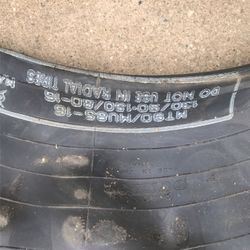 MT90/MU85-16
130/90-150/80-16
DO NOT USE IN RADIAL TIRES